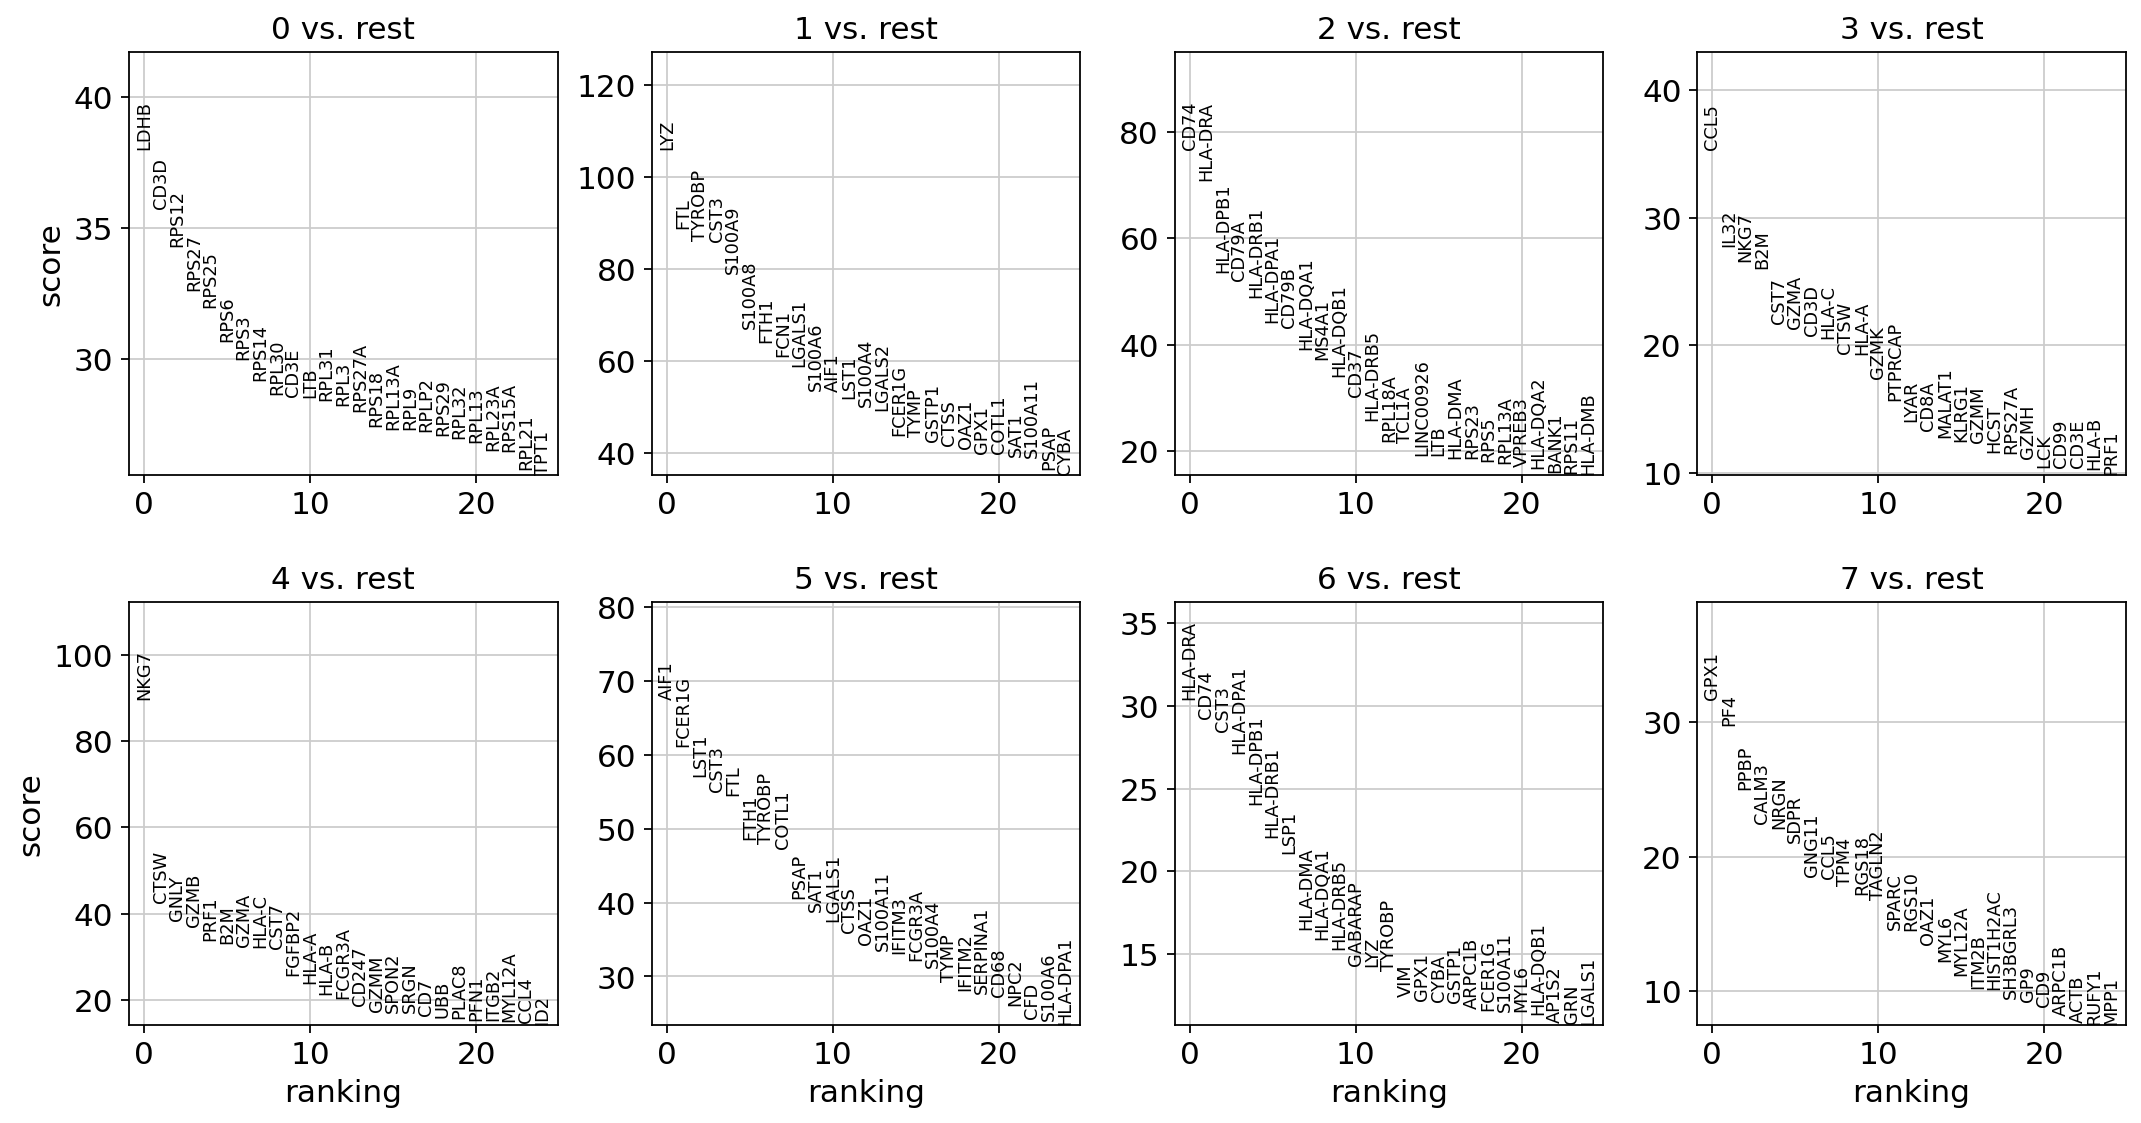 0 vs. rest
1 vs. rest
2 vs. rest
3 vs. rest
score
40
35
30
LDHB
CD3D
RPS12
RPS27
RPS25
RPS6
RPS3
RPS14
RPL30
CD3E
LTB
RPL31
RPL3
RPS27A
RPS18
RPL13A
RPL9
RPLP2
RPS29
RPL32
RPL13
RPL23A
RPS15A
RPL21
TPT1
0
10
20
120
100
80
60
40
LYZ
FTL
TYROBP
CST3
S100A9
S100A8
FTH1
FCN1
LGALS1
S100A6
AIF1
LST1
S100A4
LGALS2
FCER1G
TYMP
GSTP1
CTSS
OAZ1
GPX1
COTL1
SAT1
S100A11
PSAP
CYBA
0
10
20
80
60
40
20
CD74
HLA-DRA
HLA-DPB1
CD79A
HLA-DRB1
HLA-DPA1
CD79B
HLA-DQA1
MS4A1
HLA-DQB1
CD37
HLA-DRB5
RPL18A
TCL1A
LINC00926
LTB
HLA-DMA
RPS23
RPS5
RPL13A
VPREB3
HLA-DQA2
BANK1
RPS11
HLA-DMB
0
10
20
40
30
20
10
CCL5
IL32
NKG7
B2M
CST7
GZMA
CD3D
HLA-C
CTSW
HLA-A
GZMK
PTPRCAP
LYAR
CD8A
MALAT1
KLRG1
GZMM
HCST
RPS27A
GZMH
LCK
CD99
CD3E
HLA-B
PRF1
0
10
20
4 vs. rest
5 vs. rest
6 vs. rest
7 vs. rest
score
100
80
60
40
20
NKG7
CTSW
GNLY
GZMB
PRF1
B2M
GZMA
HLA-C
CST7
FGFBP2
HLA-A
HLA-B
FCGR3A
CD247
GZMM
SPON2
SRGN
CD7
UBB
PLAC8
PFN1
ITGB2
MYL12A
CCL4
ID2
0
10
20
ranking
80
70
60
50
40
30
AIF1
FCER1G
LST1
CST3
FTL
FTH1
TYROBP
COTL1
PSAP
SAT1
LGALS1
CTSS
OAZ1
S100A11
IFITM3
FCGR3A
S100A4
TYMP
IFITM2
SERPINA1
CD68
NPC2
CFD
S100A6
HLA-DPA1
0
10
20
ranking
35
30
25
20
15
HLA-DRA
CD74
CST3
HLA-DPA1
HLA-DPB1
HLA-DRB1
LSP1
HLA-DMA
HLA-DQA1
HLA-DRB5
GABARAP
LYZ
TYROBP
VIM
GPX1
CYBA
GSTP1
ARPC1B
FCER1G
S100A11
MYL6
HLA-DQB1
AP1S2
GRN
LGALS1
0
10
20
ranking
30
20
10
GPX1
PF4
PPBP
CALM3
NRGN
SDPR
GNG11
CCL5
TPM4
RGS18
TAGLN2
SPARC
RGS10
OAZ1
MYL6
MYL12A
ITM2B
HIST1H2AC
SH3BGRL3
GP9
CD9
ARPC1B
ACTB
RUFY1
MPP1
0
10
20
ranking